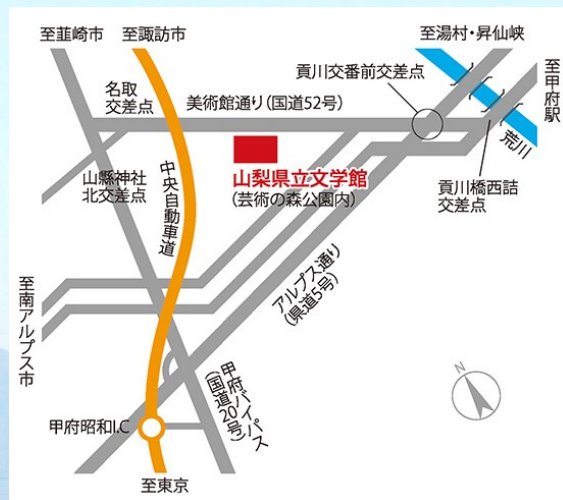 至韮崎市
至諏訪市
至湯村・昇仙峡
至甲府駅
名取
交差点
美術館通り(国道52号)
貢川交番前交差点
荒川
山梨県立文学館
(芸術の森公園内)
山縣神社
北交差点
中央自動車道
貢川橋西詰
交差点
至南アルプス市
アルプス通り
(県道5号)
甲府バイパス
(国道20号)
N
甲府昭和I.C
至東京